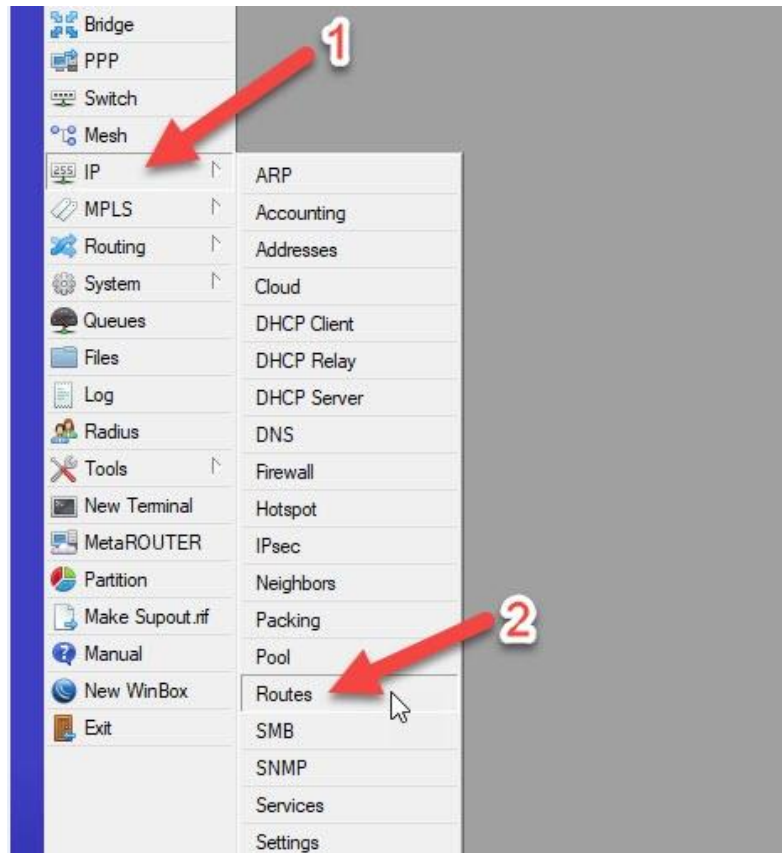 Bridge
PPP
Switch
Mesh
IP
MPLS
Routing
System
Queues
Files
Log
Radius
Tools
New Terminal
MetaROUTER
Partition
Make Supout.rif
Manual
New WinBox
Exit
1
255
ARP
Accounting
Addresses
Cloud
DHCP Client
DHCP Relay
DHCP Server
DNS
Firewall
Hotspot
IPsec
Neighbors
Packing
Pool
Routes
SMB
SNMP
Services
Settings
2